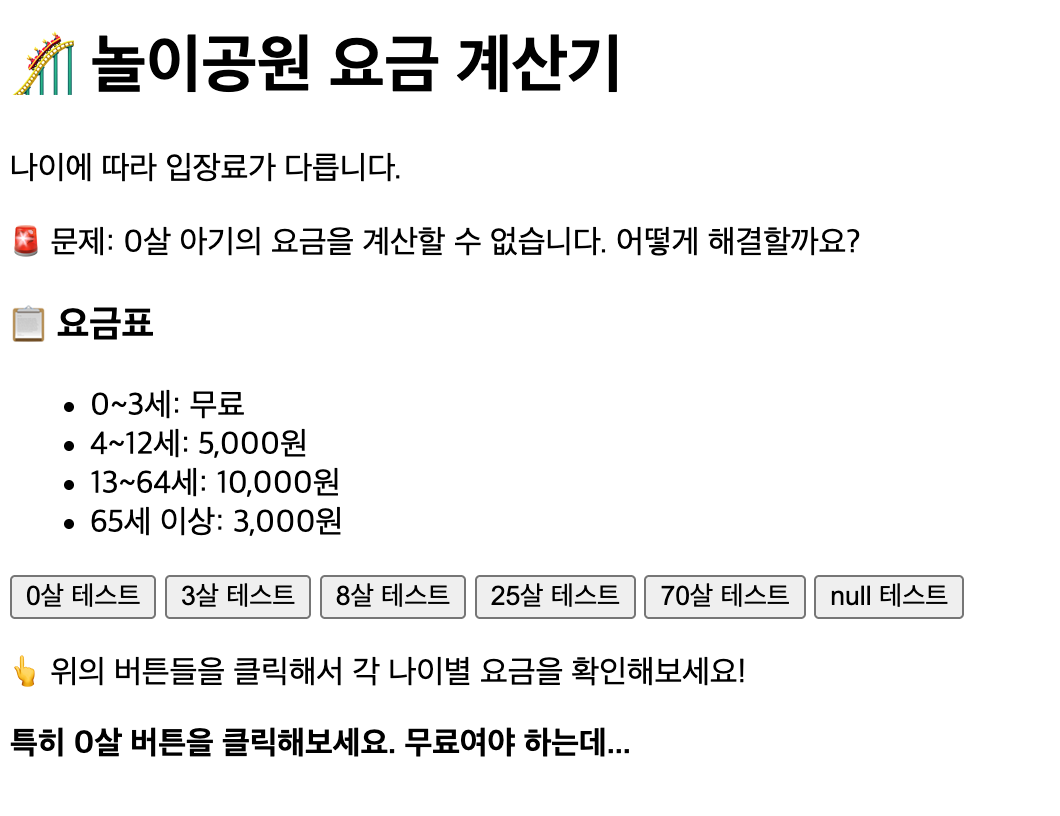 🎢 놀이공원 요금 계산기
나이에 따라 입장료가 다릅니다.
🚨 문제: 0살 아기의 요금을 계산할 수 없습니다. 어떻게 해결할까요?
📋 요금표
• 0~3세: 무료
• 4~12세: 5,000원
• 13~64세: 10,000원
• 65세 이상: 3,000원
0살 테스트 3살 테스트 8살 테스트 25살 테스트 70살 테스트 null 테스트
👆 위의 버튼들을 클릭해서 각 나이별 요금을 확인해보세요!
특히 0살 버튼을 클릭해보세요. 무료여야 하는데...